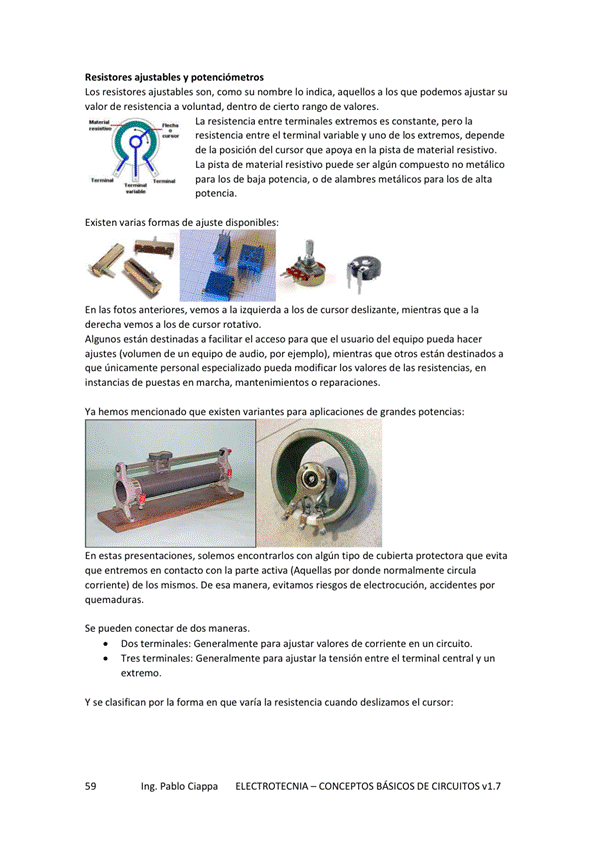 Resistores ajustables y potenciómetros
Los resistores ajustables son, como su nombre lo indica, aquellos a los que podemos ajustar su
valor de resistencia a voluntad, dentro de cierto rango de valores.
Material
resistivo
Flecha
o
cursor
Terminal
Terminal
variable
Terminal
La resistencia entre terminales extremos es constante, pero la
resistencia entre el terminal variable y uno de los extremos, depende
de la posición del cursor que apoya en la pista de material resistivo.
La pista de material resistivo puede ser algún compuesto no metálico
para los de baja potencia, o de alambres metálicos para los de alta
potencia.
Existen varias formas de ajuste disponibles:
En las fotos anteriores, vemos a la izquierda a los de cursor deslizante, mientras que a la
derecha vemos a los de cursor rotativo.
Algunos están destinadas a facilitar el acceso para que el usuario del equipo pueda hacer
ajustes (volumen de un equipo de audio, por ejemplo), mientras que otros están destinados a
que únicamente personal especializado pueda modificar los valores de las resistencias, en
instancias de puestas en marcha, mantenimientos o reparaciones.
Ya hemos mencionado que existen variantes para aplicaciones de grandes potencias:
En estas presentaciones, solemos encontrarlos con algún tipo de cubierta protectora que evita
que entremos en contacto con la parte activa (Aquellas por donde normalmente circula
corriente) de los mismos. De esa manera, evitamos riesgos de electrocución, accidentes por
quemaduras.
Se pueden conectar de dos maneras.
• Dos terminales: Generalmente para ajustar valores de corriente en un circuito.
• Tres terminales: Generalmente para ajustar la tensión entre el terminal central y un
extremo.
Y se clasifican por la forma en que varía la resistencia cuando deslizamos el cursor:
59 Ing. Pablo Ciappa ELECTROTECNIA – CONCEPTOS BÁSICOS DE CIRCUITOS v1.7